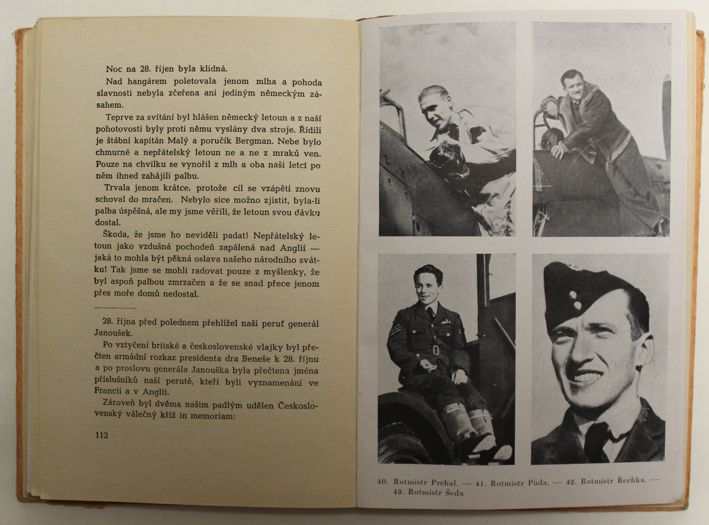 Noc na 28. říjen byla klidná.
Nad hangárem poletovala jenom mlha a pohoda
slavnosti nebyla zčeřena ani jediným německým zá-
sahem.
Teprve za svítání byl hlášen německý letoun a z naší
pohotovosti byly proti němu vyslány dva stroje. Řídili
je štábní kapitán Malý a poručík Bergman. Nebe bylo
chmurné a nepřátelský letoun ne a ne z mraků ven.
Pouze na chvilku se vynořil z mlh a oba naši letci po
něm ihned zahájili palbu.
Trvala jenom krátce, protože cíl se vzápětí znovu
schoval do mračen. Nebylo sice možno zjistit, byla-li
palba úspěšná, ale my jsme věřili, že letoun svou dávku
dostal.
Škoda, že jsme ho neviděli padat! Nepřátelský le-
toun jako vzdušná pochodeň zapálená nad Anglií —
jaká to mohla být pěkná oslava našeho národního svát-
ku! Tak jsme se mohli radovat pouze z myšlenky, že
byl aspoň palbou zmrzačen a že se snad přece jenom
přes moře domů nedostal.
28. října před polednem přehlížel naši peruť generál
Janoušek.
Po vztyčení britské a československé vlajky byl pře-
čten armádní rozkaz presidenta dra Beneše k 28. říjnu
a po proslovu generála Janouška byla přečtena jména
příslušníků naší perutě, kteří byli vyznamenáni ve
Francii a v Anglii.
Zároveň byl dvěma našim padlým udělen Českoslo-
venský válečný kříž in memoriam:
112
40. Rotmistr Prchal. — 41. Rotmistr Půda. — 42. Rotmistr Řechka. —
43. Rotmistr Šeda